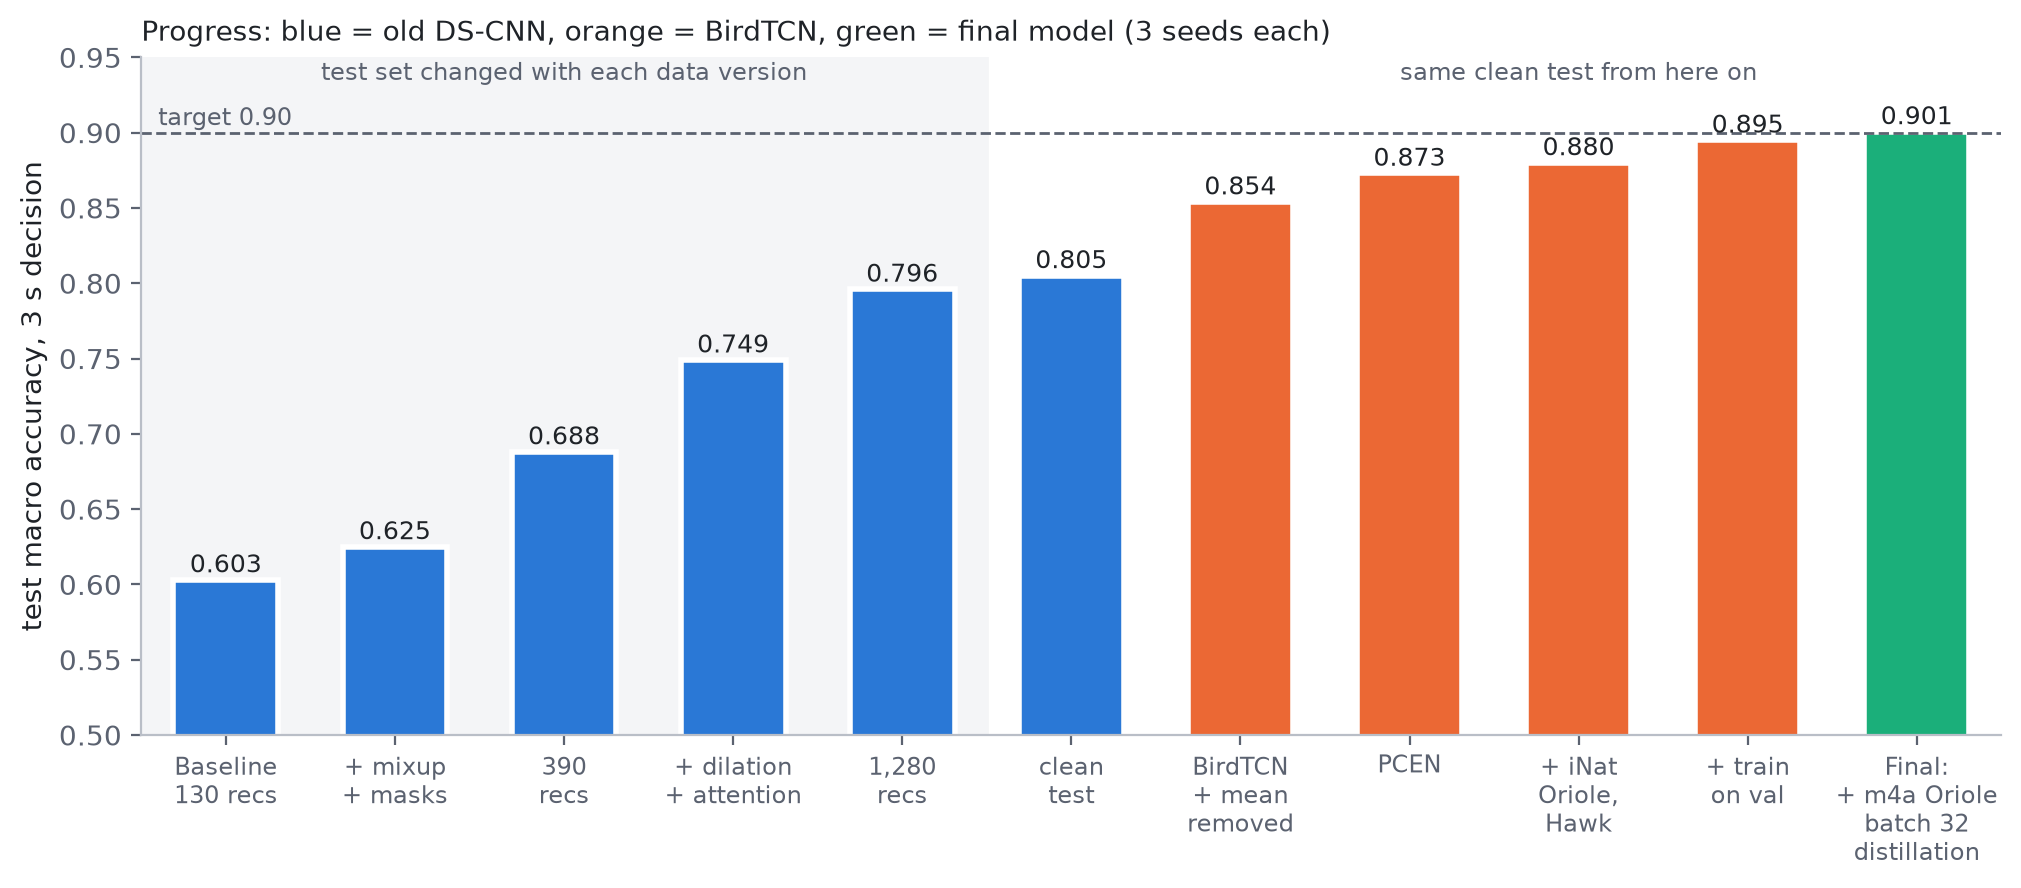 Progress: blue = old DS-CNN, orange = BirdTCN, green = final model (3 seeds each)
test set changed with each data version
same clean test from here on
target 0.90
test macro accuracy, 3 s decision
0.95
0.90
0.85
0.80
0.75
0.70
0.65
0.60
0.55
0.50
0.603
0.625
0.688
0.749
0.796
0.805
0.854
0.873
0.880
0.895
0.901
Baseline
130 recs
+ mixup
+ masks
390
recs
+ dilation
+ attention
1,280
recs
clean
test
BirdTCN
+ mean
removed
PCEN
+ iNat
Oriole,
Hawk
+ train
on val
Final:
+ m4a Oriole
batch 32
distillation